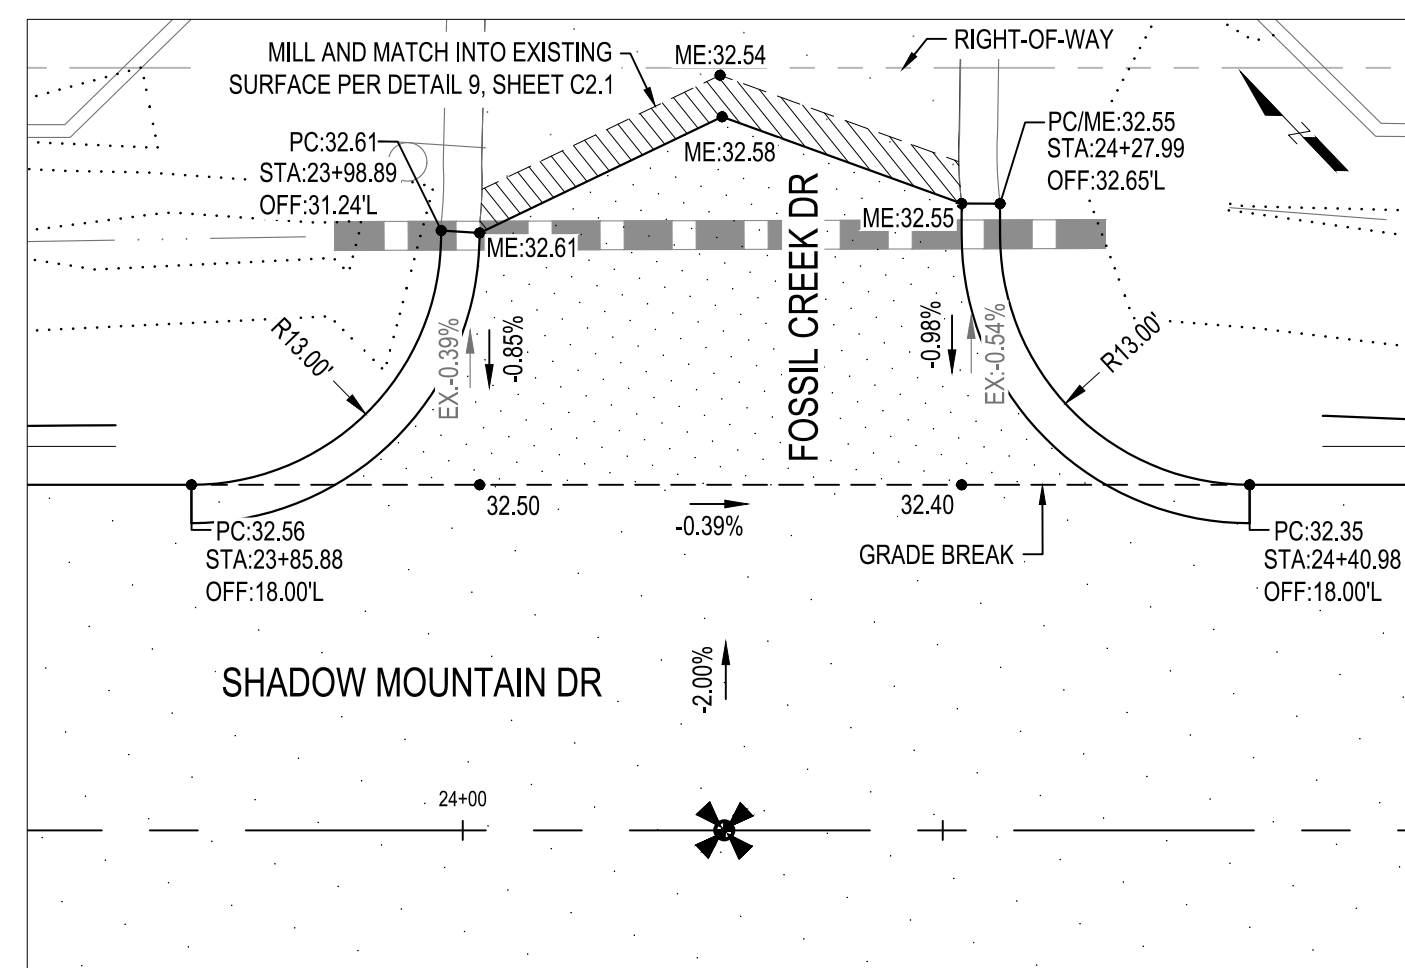 MILL AND MATCH INTO EXISTING
SURFACE PER DETAIL 9, SHEET C2.1
ME:32.54
RIGHT-OF-WAY
PC:32.61
STA:23+98.89
OFF:31.24'L
ME:32.58
PC/ME:32.55
STA:24+27.99
OFF:32.65'L
N
ME:32.61
ME:32.55
FOSSIL CREEK DR
R13.00'
EX.-0.39%
-0.85%
-0.98%
EX:-0.54%
R13.00'
32.50
-0.39%
32.40
GRADE BREAK
PC:32.56
STA:23+85.88
OFF:18.00'L
PC:32.35
STA:24+40.98
OFF:18.00'L
SHADOW MOUNTAIN DR
-2.00%
24+00